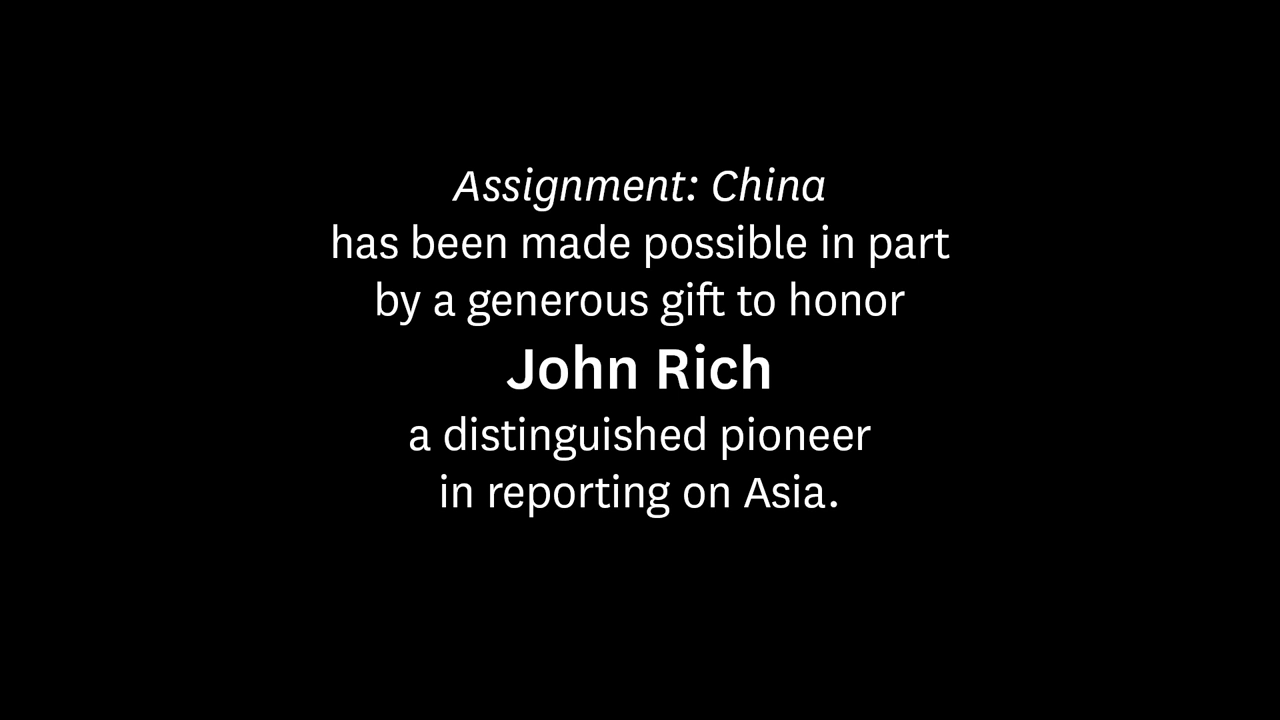 Assignment: China
has been made possible in part
by a generous gift to honor
John Rich
a distinguished pioneer
in reporting on Asia.